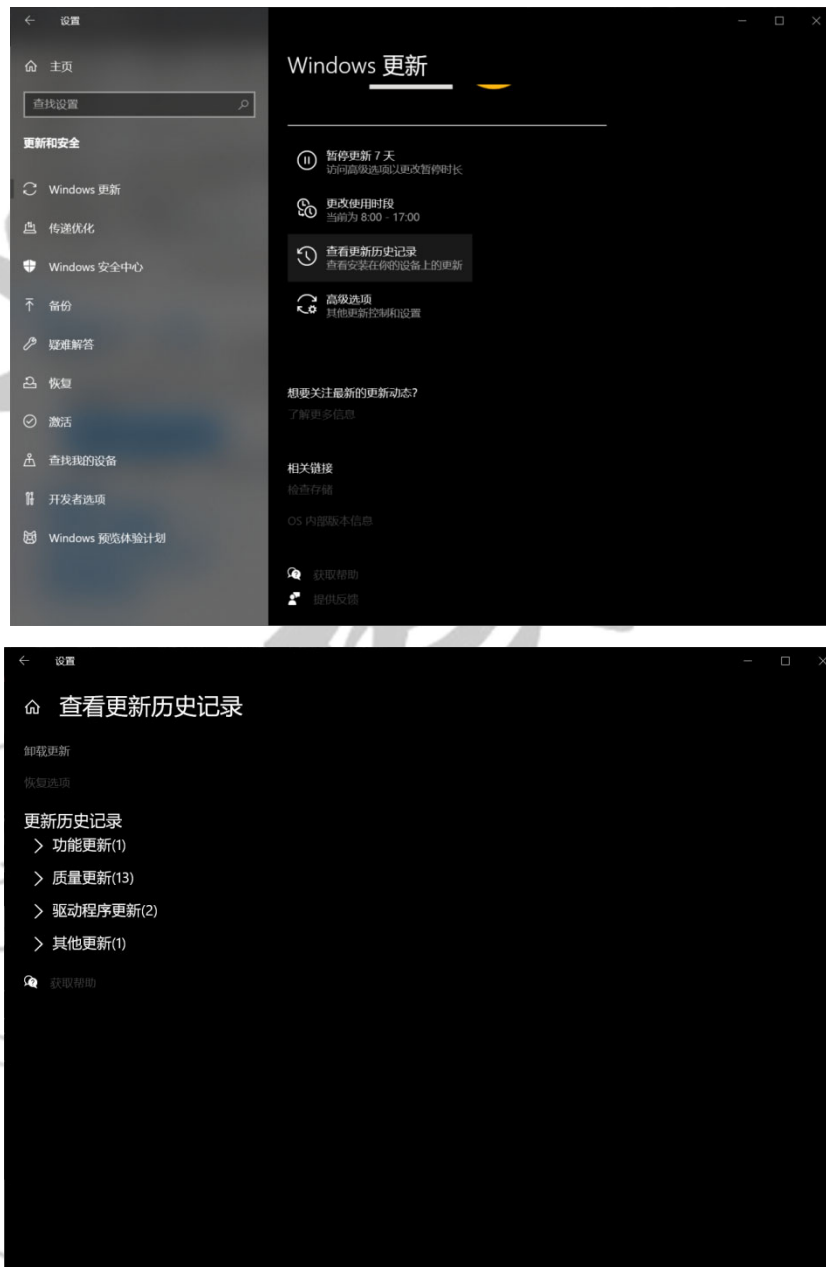 设置
主页
查找设置
更新和安全
Windows 更新
传递优化
Windows 安全中心
备份
疑难解答
恢复
激活
查找我的设备
开发者选项
Windows 预览体验计划
Windows 更新
暂停更新 7 天
访问高级选项以更改暂停时长
更改使用时段
当前为 8:00 - 17:00
查看更新历史记录
查看安装在你的设备上的更新
高级选项
其他更新控制和设置
想要关注最新的更新动态?
了解更多信息
相关链接
检查存储
OS 内部版本信息
获取帮助
提供反馈
设置
查看更新历史记录
卸载更新
恢复选项
更新历史记录
功能更新(1)
质量更新(13)
驱动程序更新(2)
其他更新(1)
获取帮助